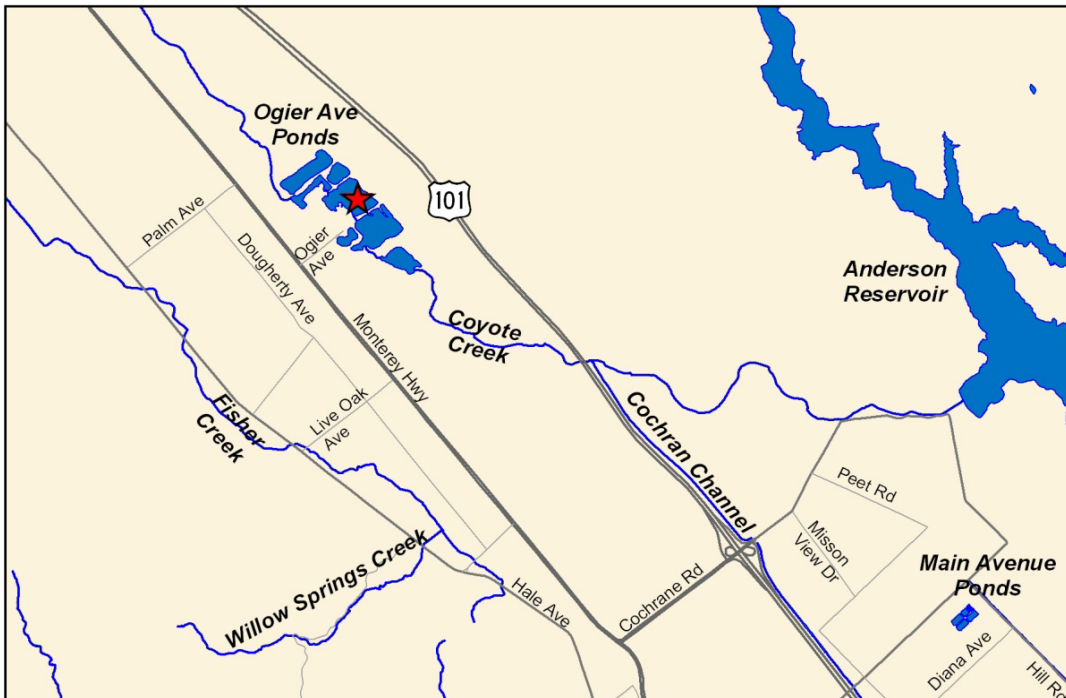 Ogier Ave
Ponds
101
Palm Ave
Ogier
Ave
Dougherty Ave
Anderson
Reservoir
Coyote
Creek
Monterey Hwy
Live Oak
Ave
Fisher
Creek
Cochran Channel
Peet Rd
Misson
View Dr
Main Avenue
Ponds
Willow Springs Creek
Hale Ave
Cochrane Rd
Diana Ave
Hill Rd